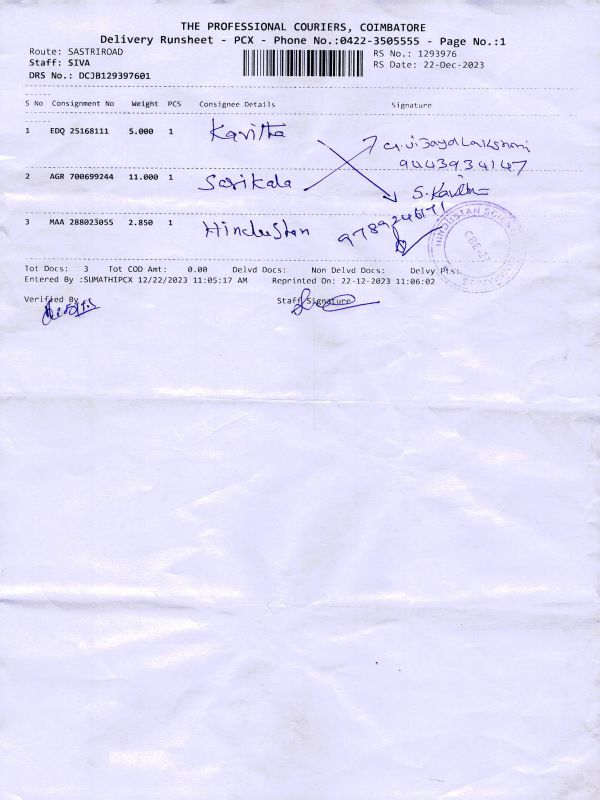 THE PROFESSIONAL COURIERS, COIMBATORE
Delivery Runsheet - PCX - Phone No.:0422-3505555 - Page No.:1
Route: SASTRIROAD RS No.: 1293976
Staff: SIVA RS Date: 22-Dec-2023
DRS No.: DCJB129397601
S No Consignment No Weight PCS Consignee Details Signature
1 EDQ 25168111 5.000 1 Kavitha G.Vijayalakshmi
9443934147
2 AGR 700699244 11.000 1 Sasikala S.Kavitha
3 MAA 288023055 2.850 1 Hindustan 9789246171
HINDUSTAN
CBE-27
Tot Docs: 3 Tot COD Amt: 0.00 Delvd Docs: Non Delvd Docs: Delvy Pts:
Entered By :SUMATHIPCX 12/22/2023 11:05:17 AM Reprinted On: 22-12-2023 11:06:02
Verified By Staff Signature